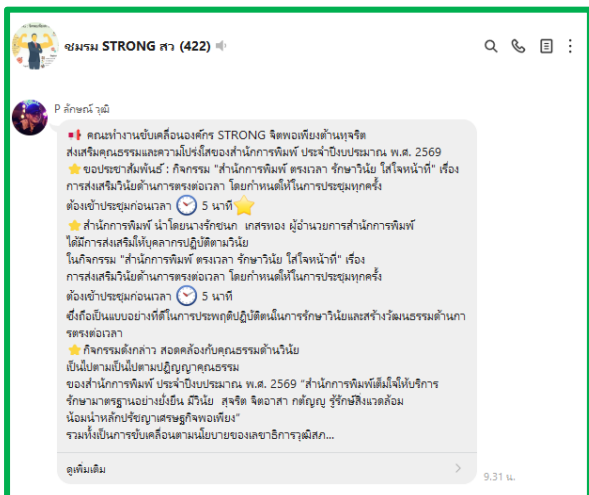 ชมรม STRONG สว (422)
P ลักษณ์ วุฒิ
คณะทำงานขับเคลื่อนองค์กร STRONG จิตพอเพียงต้านทุจริต
ส่งเสริมคุณธรรมและความโปร่งใสของสำนักการพิมพ์ ประจำปีงบประมาณ พ.ศ. 2569
ขอประชาสัมพันธ์ : กิจกรรม "สำนักการพิมพ์ ตรงเวลา รักษาวินัย ใส่ใจหน้าที่" เรื่อง
การส่งเสริมวินัยด้านการตรงต่อเวลา โดยกำหนดให้ในการประชุมทุกครั้ง
ต้องเข้าประชุมก่อนเวลา 5 นาที
สำนักการพิมพ์ นำโดยนางรักชนก เกสรทอง ผู้อำนวยการสำนักการพิมพ์
ได้มีการส่งเสริมให้บุคลากรปฏิบัติตามวินัย
ในกิจกรรม "สำนักการพิมพ์ ตรงเวลา รักษาวินัย ใส่ใจหน้าที่" เรื่อง
การส่งเสริมวินัยด้านการตรงต่อเวลา โดยกำหนดให้ในการประชุมทุกครั้ง
ต้องเข้าประชุมก่อนเวลา 5 นาที
ซึ่งถือเป็นแบบอย่างที่ดีในการประพฤติปฏิบัติตนในการรักษาวินัยและสร้างวัฒนธรรมด้านกา
รตรงต่อเวลา
กิจกรรมดังกล่าว สอดคล้องกับคุณธรรมด้านวินัย
เป็นไปตามเป็นไปตามปฏิญญาคุณธรรม
ของสำนักการพิมพ์ ประจำปีงบประมาณ พ.ศ. 2569 "สำนักการพิมพ์เต็มใจให้บริการ
รักษามาตรฐานอย่างยั่งยืน มีวินัย สุจริต จิตอาสา กตัญญู รู้รักษ์สิ่งแวดล้อม
น้อมนำหลักปรัชญาเศรษฐกิจพอเพียง"
รวมทั้งเป็นการขับเคลื่อนตามนโยบายของเลขาธิการวุฒิสภ...
ดูเพิ่มเติม
9.31 น.